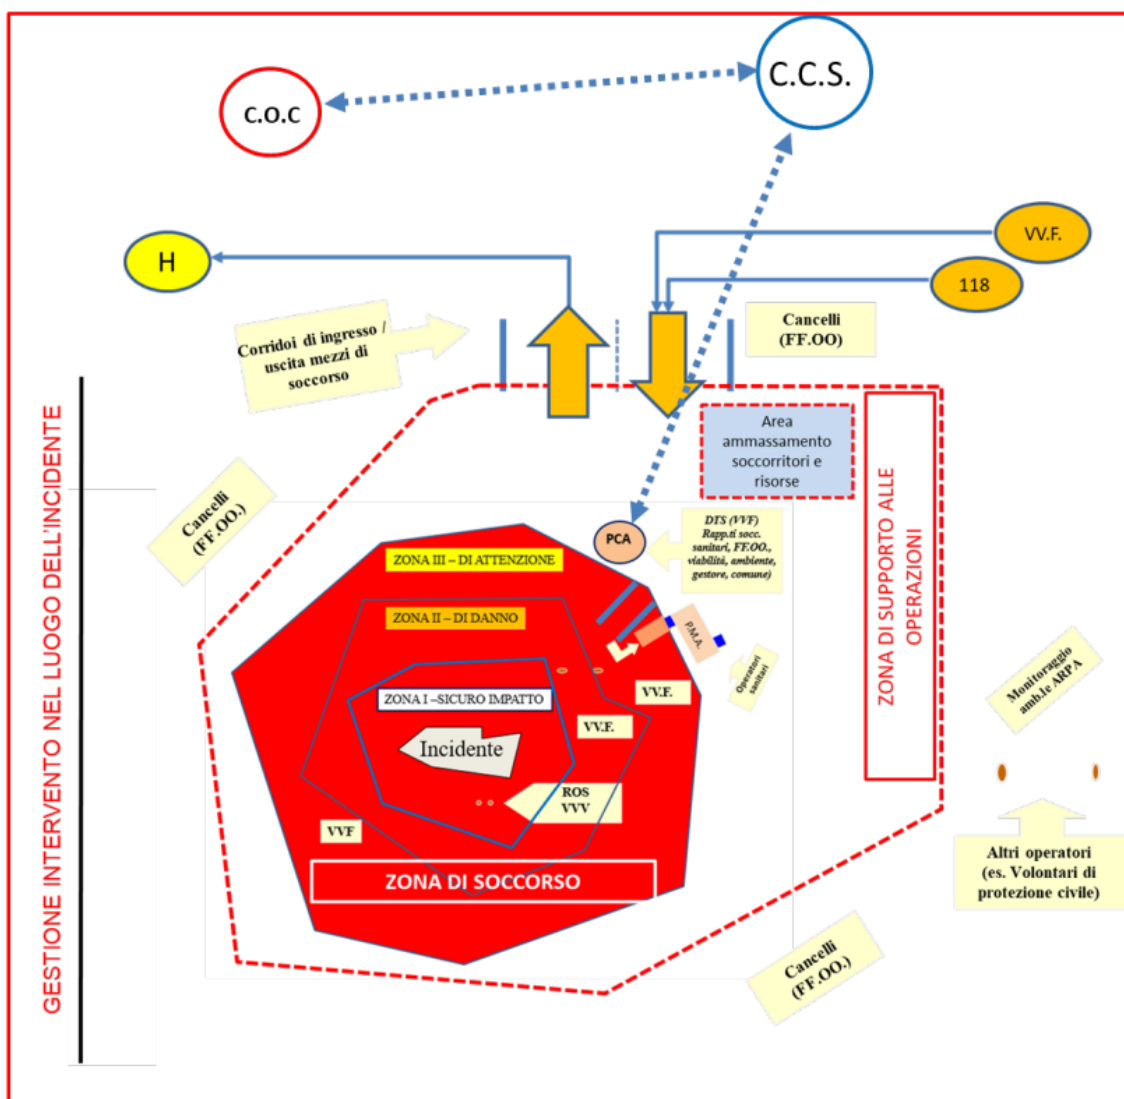 C.C.S.
C.O.C
VV.F.
H
118
Cancelli
(FF.OO)
Corridoi di ingresso /
uscita mezzi di
soccorso
GESTIONE INTERVENTO NEL LUOGO DELL'INCIDENTE
Area
ammassamento
soccorritori e
risorse
ZONA DI SUPPORTO ALLE
OPERAZIONI
Cancelli
(FF.OO.)
PCA
DTS (VVF)
Rapp.ti socc.
sanitari, FF.OO.,
viabilità, ambiente,
gestore, comune)
ZONA III – DI ATTENZIONE
ZONA II – DI DANNO
P.M.A.
Operatori
sanitari
ZONA I –SICURO IMPATTO
VV.F.
VV.F.
Incidente
Monitoraggio
amb.le ARPA
ROS
VVV
VVF
ZONA DI SOCCORSO
Altri operatori
(es. Volontari di
protezione civile)
Cancelli
(FF.OO.)